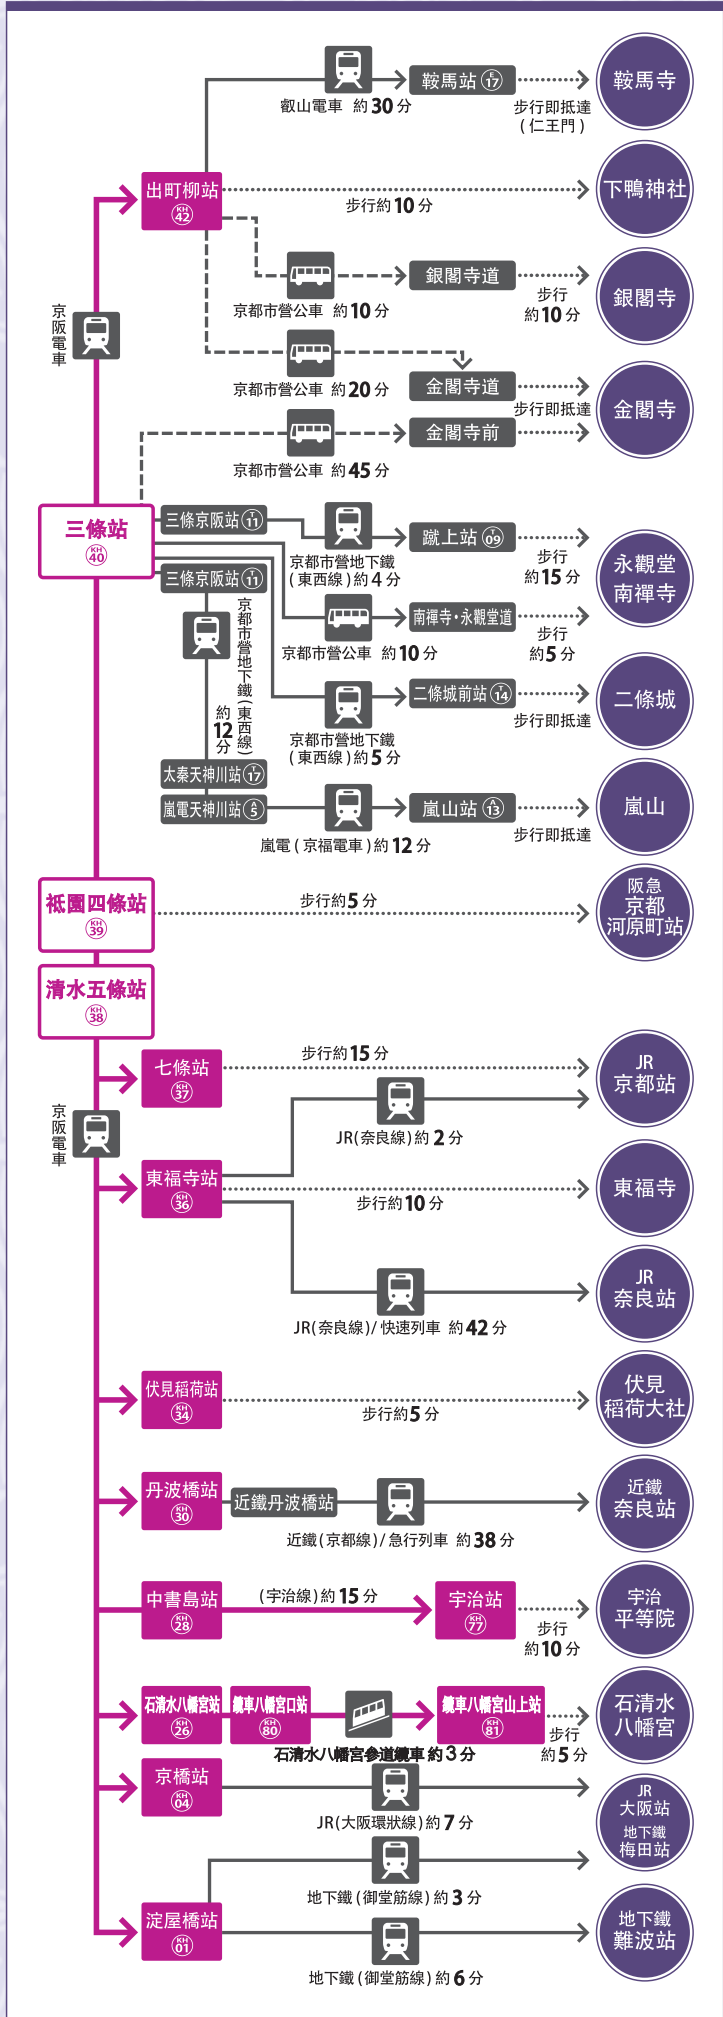 叡山電車 約30分
鞍馬站 E17
步行即抵達
(仁王門)
鞍馬寺
出町柳站
KH
42
步行約10分
下鴨神社
京都市營公車 約10分
銀閣寺道
步行
約10分
銀閣寺
京阪電車
京都市營公車 約20分
金閣寺道
步行即抵達
金閣寺
京都市營公車 約45分
金閣寺前
三條站
KH
40
三條京阪站 T11
京都市營地下鐵
(東西線)約4分
蹴上站 T09
步行
約15分
永觀堂
南禪寺
三條京阪站 T11
京都市營公車 約10分
南禪寺・永觀堂道
步行
約5分
京都市營地下鐵(東西線)
約12分
京都市營地下鐵
(東西線)約5分
二條城前站 T14
步行即抵達
二條城
太秦天神川站 T17
嵐電天神川站 A5
嵐電(京福電車)約12分
嵐山站 A13
步行即抵達
嵐山
祇園四條站
KH
39
步行約5分
阪急
京都
河原町站
清水五條站
KH
38
七條站
KH
37
步行約15分
JR
京都站
京阪電車
JR(奈良線)約2分
東福寺站
KH
36
步行約10分
東福寺
JR(奈良線)/快速列車 約42分
JR
奈良站
伏見稻荷站
KH
34
步行約5分
伏見
稻荷大社
丹波橋站
KH
30
近鐵丹波橋站
近鐵(京都線)/急行列車 約38分
近鐵
奈良站
中書島站
KH
28
(宇治線)約15分
宇治站
KH
77
步行
約10分
宇治
平等院
石清水八幡宮站
KH
26
纜車八幡宮口站
KH
80
石清水八幡宮參道纜車 約3分
纜車八幡宮山上站
KH
81
步行
約5分
石清水
八幡宮
京橋站
KH
04
JR(大阪環狀線)約7分
JR
大阪站
地下鐵
梅田站
地下鐵(御堂筋線)約3分
淀屋橋站
KH
01
地下鐵(御堂筋線)約6分
地下鐵
難波站